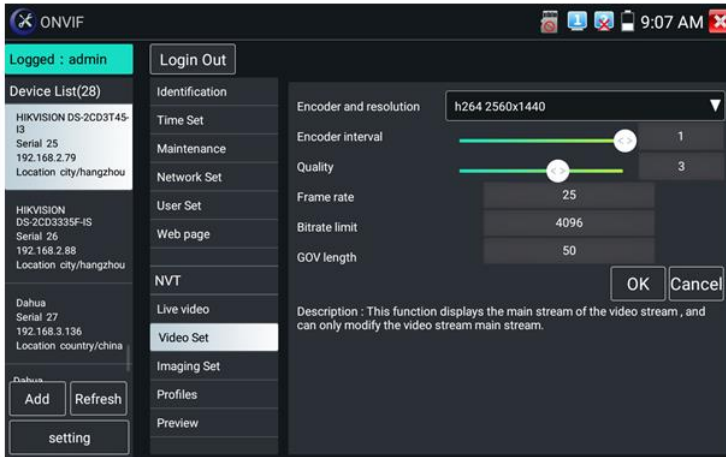 ONVIF
9:07 AM
Logged : admin
Login Out
Device List(28)
HIKVISION DS-2CD3T45-
I3
Serial 25
192.168.2.79
Location city/hangzhou
HIKVISION
DS-2CD3335F-IS
Serial 26
192.168.2.88
Location city/hangzhou
Dahua
Serial 27
192.168.3.136
Location country/china
Dahua
Add
Refresh
setting
Identification
Time Set
Maintenance
Network Set
User Set
Web page
NVT
Live video
Video Set
Imaging Set
Profiles
Preview
Encoder and resolution
h264 2560x1440
Encoder interval
1
Quality
3
Frame rate
25
Bitrate limit
4096
GOV length
50
OK
Cancel
Description : This function displays the main stream of the video stream , and
can only modify the video stream main stream.